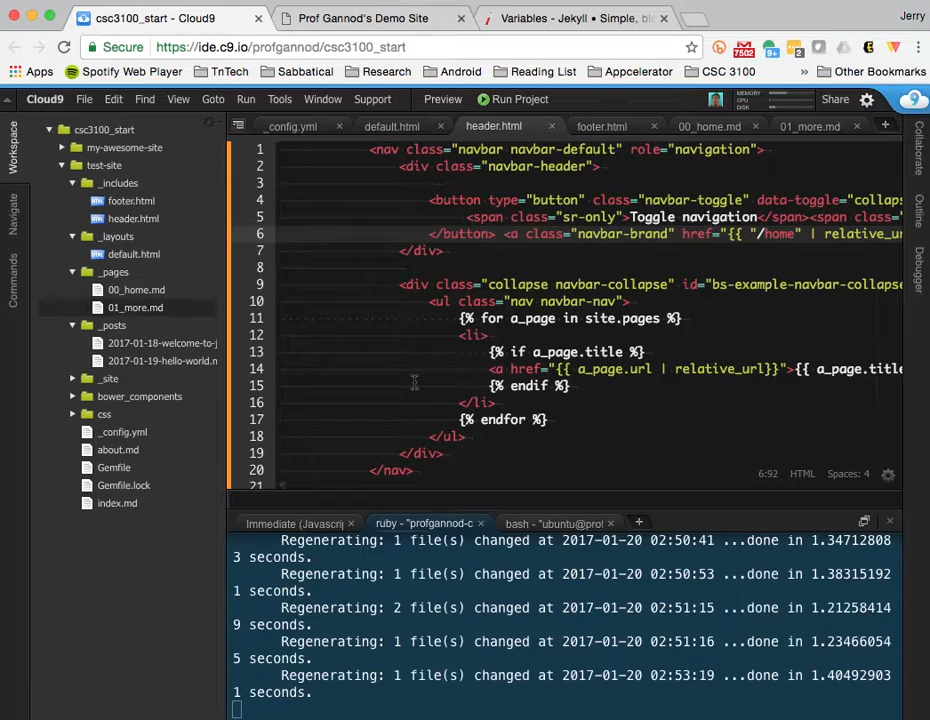 csc3100_start - Cloud9
Prof Gannod's Demo Site
Variables - Jekyll • Simple, bl
Jerry
Secure
https://ide.c9.io/profgannod/csc3100_start
7502
9+
2
Apps
Spotify Web Player
TnTech
Sabbatical
Research
Android
Reading List
Appcelerator
CSC 3100
»
Other Bookmarks
Cloud9 File Edit Find View Goto Run Tools Window Support Preview Run Project
MEMORY
CPU
DISK
Share
Workspace
Navigate
Commands
csc3100_start
my-awesome-site
test-site
_includes
footer.html
header.html
_layouts
default.html
_pages
00_home.md
01_more.md
_posts
2017-01-18-welcome-to-j
2017-01-19-hello-world.m
_site
bower_components
css
_config.yml
about.md
Gemfile
Gemfile.lock
index.md
_config.yml
default.html
header.html
footer.html
00_home.md
01_more.md
1 <nav class="navbar navbar-default" role="navigation">
2 <div class="navbar-header">
3
4 <button type="button" class="navbar-toggle" data-toggle="collaps
5 <span class="sr-only">Toggle navigation</span><span class="
6 </button> <a class="navbar-brand" href="{{ "/home" | relative_ur
7 </div>
8
9 <div class="collapse navbar-collapse" id="bs-example-navbar-coll
10 <ul class="nav navbar-nav">
11 {% for a_page in site.pages %}
12 <li>
13 {% if a_page.title %}
14 <a href="{{ a_page.url | relative_url}}">{{ a_page.title
15 {% endif %}
16 </li>
17 {% endfor %}
18 </ul>
19 </div>
20 </nav>
21
6:92 HTML Spaces: 4
Collaborate
Outline
Debugger
Immediate (Javascrip
ruby - "profgannod-c
bash - "ubuntu@prof
Regenerating: 1 file(s) changed at 2017-01-20 02:50:41 ...done in 1.34712808
3 seconds.
Regenerating: 1 file(s) changed at 2017-01-20 02:50:53 ...done in 1.38315192
1 seconds.
Regenerating: 2 file(s) changed at 2017-01-20 02:51:15 ...done in 1.21258414
9 seconds.
Regenerating: 1 file(s) changed at 2017-01-20 02:51:16 ...done in 1.23466054
5 seconds.
Regenerating: 1 file(s) changed at 2017-01-20 02:53:19 ...done in 1.40492903
1 seconds.